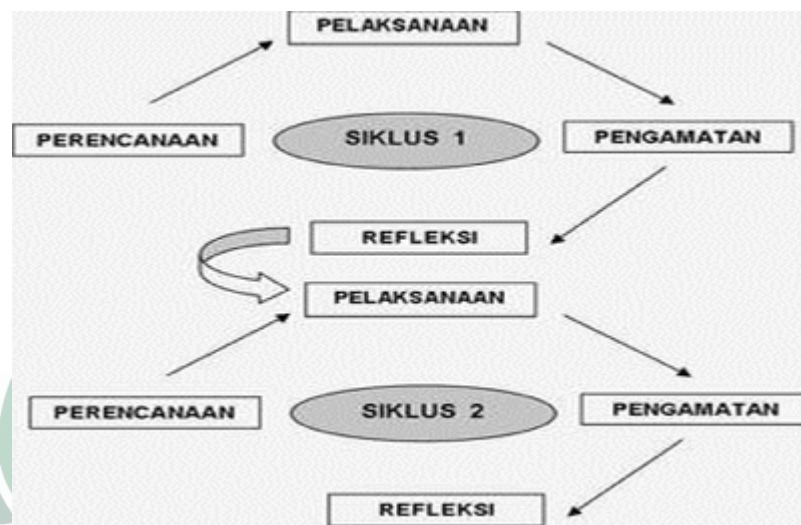 PELAKSANAAN
PERENCANAAN
SIKLUS 1
PENGAMATAN
REFLEKSI
PELAKSANAAN
PERENCANAAN
SIKLUS 2
PENGAMATAN
REFLEKSI